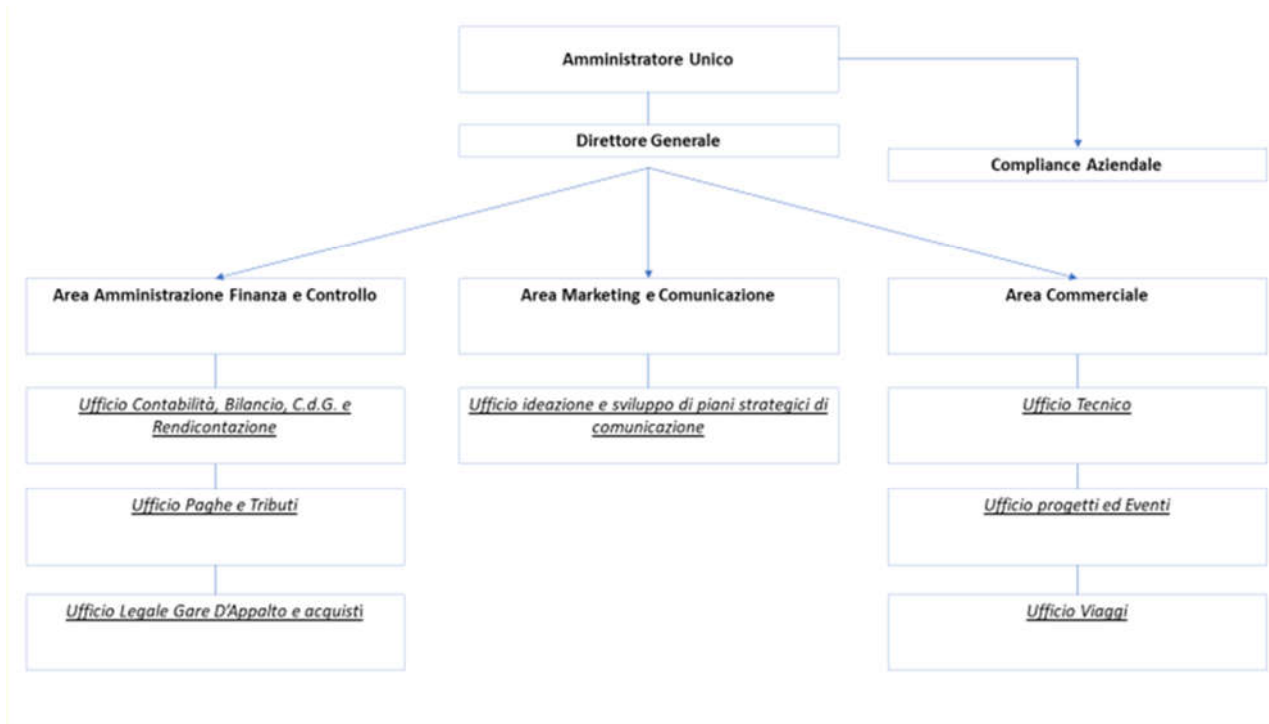 Amministratore Unico
Direttore Generale
Compliance Aziendale
Area Amministrazione Finanza e Controllo
Area Marketing e Comunicazione
Area Commerciale
Ufficio Contabilità, Bilancio, C.d.G. e
Rendicontazione
Ufficio ideazione e sviluppo di piani strategici di
comunicazione
Ufficio Tecnico
Ufficio Paghe e Tributi
Ufficio progetti ed Eventi
Ufficio Legale Gare D'Appalto e acquisti
Ufficio Viaggi